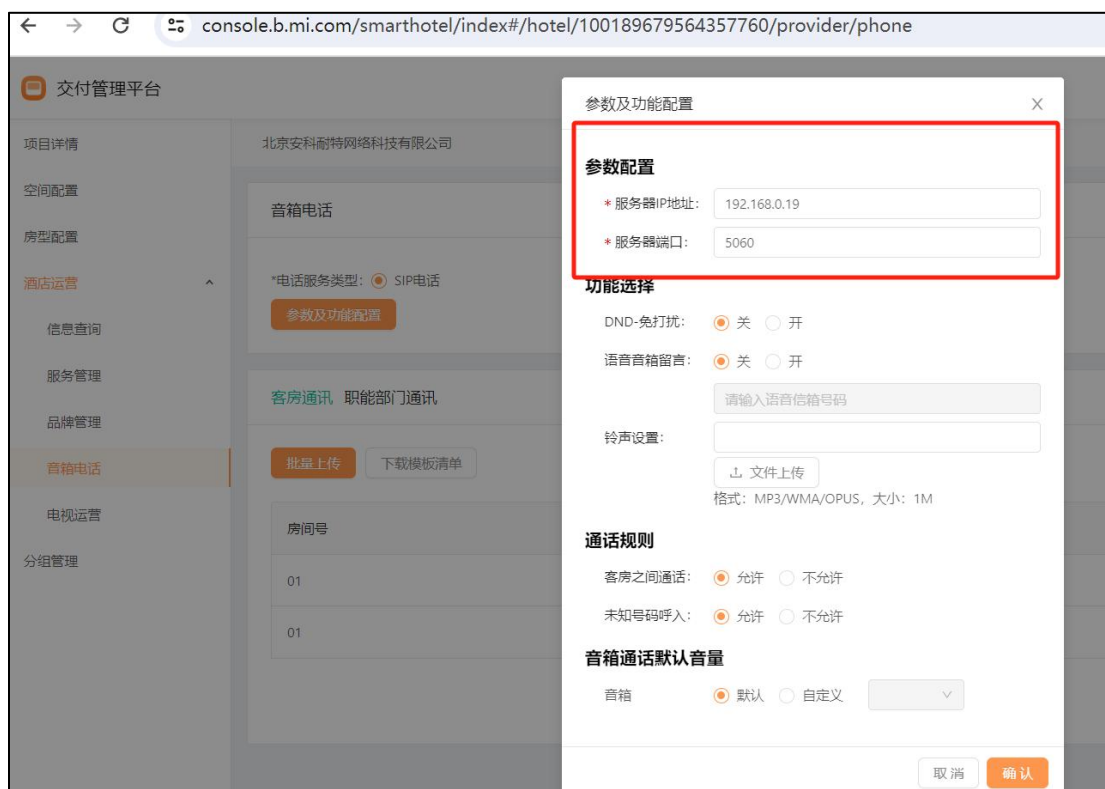 console.b.mi.com/smarthotel/index#/hotel/100189679564357760/provider/phone
交付管理平台
项目详情
空间配置
房型配置
酒店运营
信息查询
服务管理
品牌管理
音箱电话
电视运营
分组管理
北京安科耐特网络科技有限公司
音箱电话
*电话服务类型: SIP电话
参数及功能配置
客房通讯 职能部门通讯
批量上传 下载模板清单
房间号
01
01
参数及功能配置
参数配置
* 服务器IP地址: 192.168.0.19
* 服务器端口: 5060
功能选择
DND-免打扰: 关 开
语音音箱留言: 关 开
请输入语音信箱号码
铃声设置:
文件上传
格式: MP3/WMA/OPUS, 大小: 1M
通话规则
客房之间通话: 允许 不允许
未知号码呼入: 允许 不允许
音箱通话默认音量
音箱 默认 自定义
取消 确认